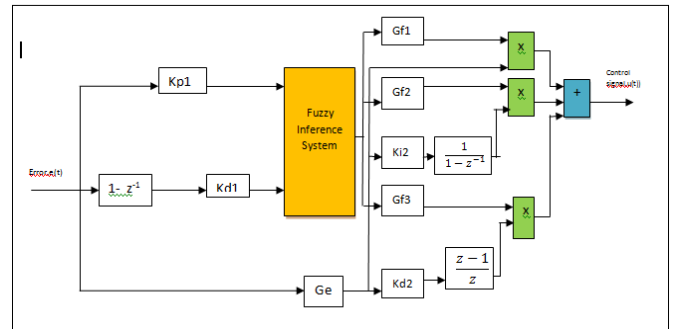 Gf1
x
Control
signal,u(t))
Kp1
Gf2
x
+
Fuzzy
Inference
System
Ki2
1
1 − z⁻¹
Error,e(t)
1- z⁻¹
Kd1
Gf3
x
z − 1
z
Ge
Kd2